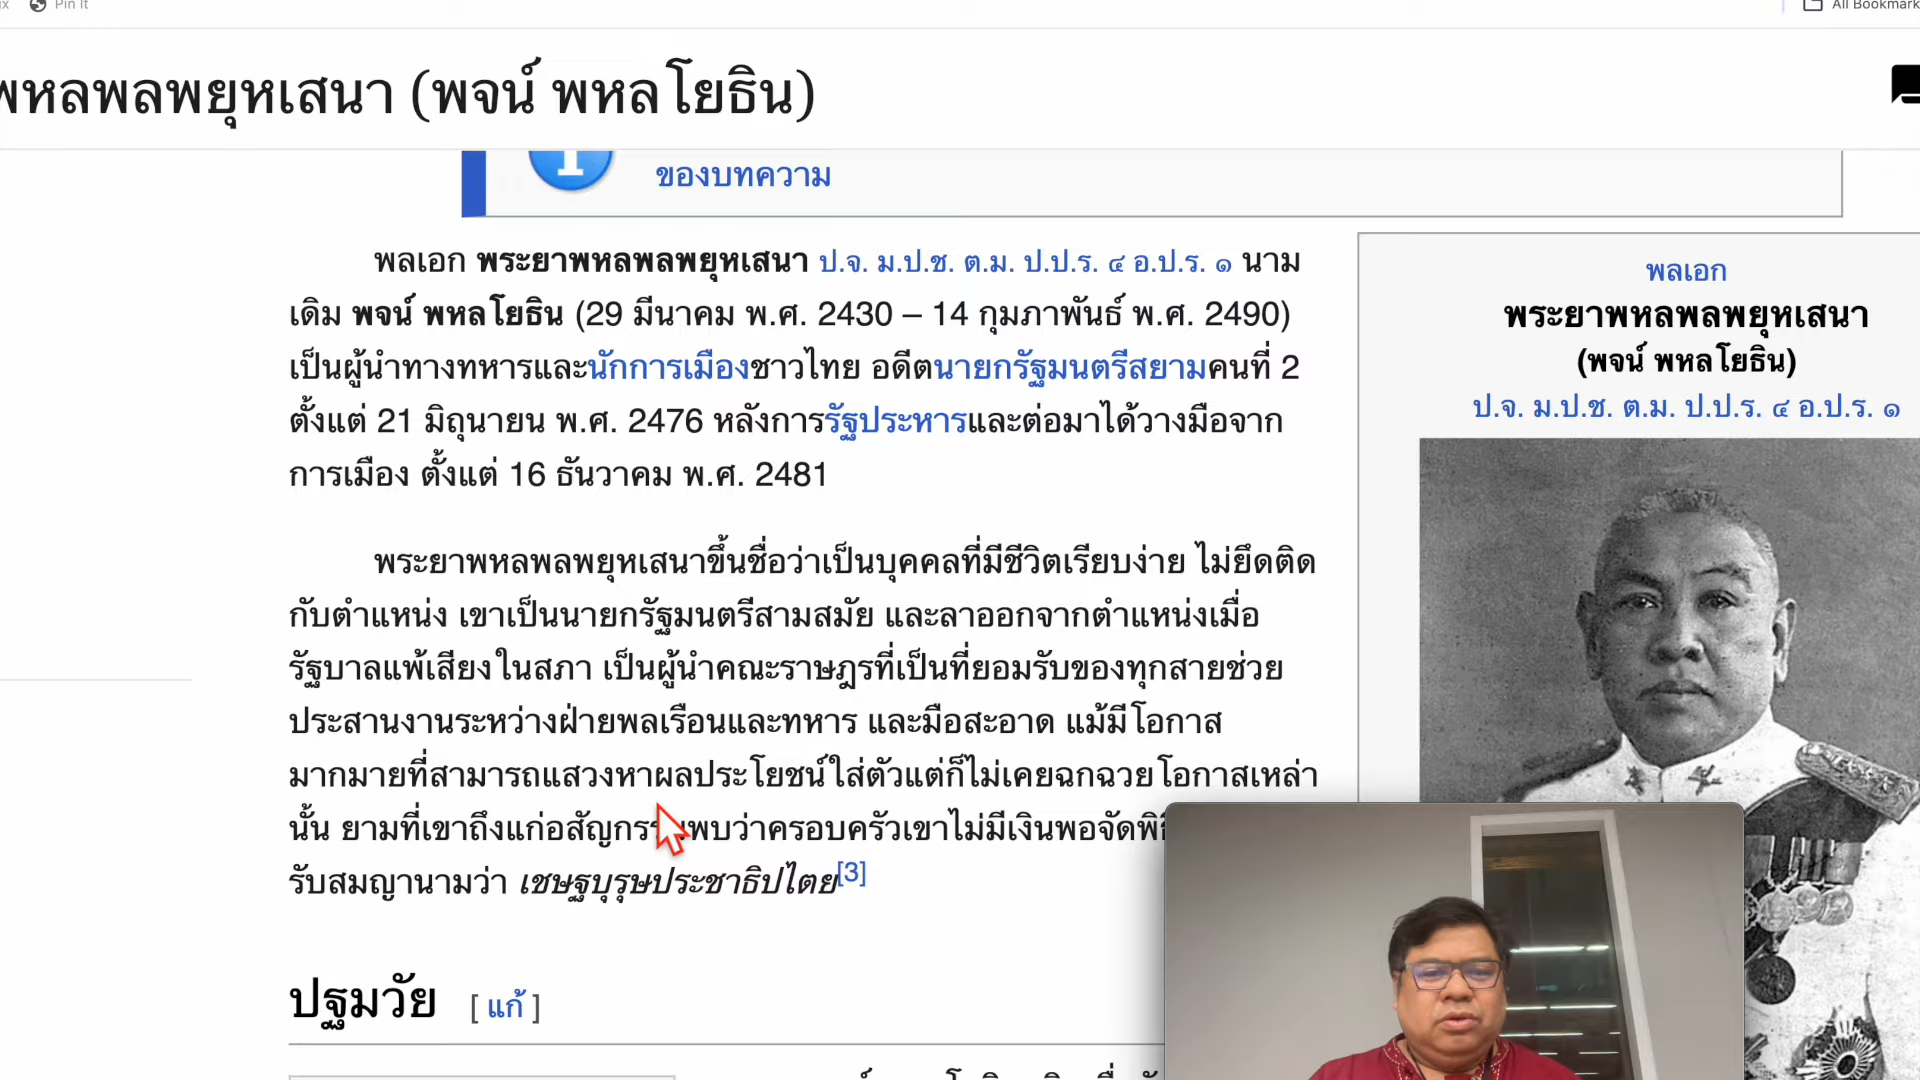 Pin It
All Bookmark
พหลพลพยุหเสนา (พจน์ พหลโยธิน)
ของบทความ
พลเอก พระยาพหลพลพยุหเสนา ป.จ. ม.ป.ช. ต.ม. ป.ป.ร. ๔ อ.ป.ร. ๑ นาม
เดิม พจน์ พหลโยธิน (29 มีนาคม พ.ศ. 2430 – 14 กุมภาพันธ์ พ.ศ. 2490)
เป็นผู้นำทางทหารและนักการเมืองชาวไทย อดีตนายกรัฐมนตรีสยามคนที่ 2
ตั้งแต่ 21 มิถุนายน พ.ศ. 2476 หลังการรัฐประหารและต่อมาได้วางมือจาก
การเมือง ตั้งแต่ 16 ธันวาคม พ.ศ. 2481
พระยาพหลพลพยุหเสนาขึ้นชื่อว่าเป็นบุคคลที่มีชีวิตเรียบง่าย ไม่ยึดติด
กับตำแหน่ง เขาเป็นนายกรัฐมนตรีสามสมัย และลาออกจากตำแหน่งเมื่อ
รัฐบาลแพ้เสียงในสภา เป็นผู้นำคณะราษฎรที่เป็นที่ยอมรับของทุกสายช่วย
ประสานงานระหว่างฝ่ายพลเรือนและทหาร และมือสะอาด แม้มีโอกาส
มากมายที่สามารถแสวงหาผลประโยชน์ใส่ตัวแต่ก็ไม่เคยฉกฉวยโอกาสเหล่า
นั้น ยามที่เขาถึงแก่อสัญกรรมพบว่าครอบครัวเขาไม่มีเงินพอจัด
รับสมญานามว่า เชษฐบุรุษประชาธิปไตย[3]
ปฐมวัย [ แก้ ]
พลเอก
พระยาพหลพลพยุหเสนา
(พจน์ พหลโยธิน)
ป.จ. ม.ป.ช. ต.ม. ป.ป.ร. ๔ อ.ป.ร. ๑